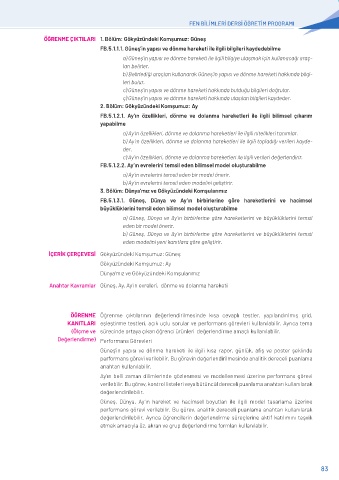 FEN BİLİMLERİ DERSİ ÖĞRETİM PROGRAMI
ÖĞRENME ÇIKTILARI 1. Bölüm: Gökyüzündeki Komşumuz: Güneş
FB.5.1.1.1. Güneş'in yapısı ve dönme hareketi ile ilgili bilgileri kaydedebilme
a) Güneş'in yapısı ve dönme hareketi ile ilgili bilgiye ulaşmak için kullanacağı araç-
ları belirler.
b) Belirlediği araçları kullanarak Güneş'in yapısı ve dönme hareketi hakkında bilgi-
leri bulur.
c) Güneş'in yapısı ve dönme hareketi hakkında bulduğu bilgileri doğrular.
ç) Güneş'in yapısı ve dönme hareketi hakkında ulaşılan bilgileri kaydeder.
2. Bölüm: Gökyüzündeki Komşumuz: Ay
FB.5.1.2.1. Ay'ın özellikleri, dönme ve dolanma hareketleri ile ilgili bilimsel çıkarım
yapabilme
a) Ay'ın özellikleri, dönme ve dolanma hareketleri ile ilgili nitelikleri tanımlar.
b) Ay'ın özellikleri, dönme ve dolanma hareketleri ile ilgili topladığı verileri kayde-
der.
c) Ay'ın özellikleri, dönme ve dolanma hareketleri ile ilgili verileri değerlendirir.
FB.5.1.2.2. Ay'ın evrelerini temsil eden bilimsel model oluşturabilme
a) Ay'ın evrelerini temsil eden bir model önerir.
b) Ay'ın evrelerini temsil eden modelini geliştirir.
3. Bölüm: Dünya'mız ve Gökyüzündeki Komşularımız
FB.5.1.3.1. Güneş, Dünya ve Ay'ın birbirlerine göre hareketlerini ve hacimsel
büyüklüklerini temsil eden bilimsel model oluşturabilme
a) Güneş, Dünya ve Ay'ın birbirlerine göre hareketlerini ve büyüklüklerini temsil
eden bir model önerir.
b) Güneş, Dünya ve Ay'ın birbirlerine göre hareketlerini ve büyüklüklerini temsil
eden modelini yeni kanıtlara göre geliştirir.
İÇERİK ÇERÇEVESİ Gökyüzündeki Komşumuz: Güneş
Gökyüzündeki Komşumuz: Ay
Dünya'mız ve Gökyüzündeki Komşularımız
Anahtar Kavramlar Güneş, Ay, Ay'ın evreleri, dönme ve dolanma hareketi
ÖĞRENME KANITLARI (Ölçme ve Değerlendirme)
Öğrenme çıktılarının değerlendirilmesinde kısa cevaplı testler, yapılandırılmış grid,
eşleştirme testleri, açık uçlu sorular ve performans görevleri kullanılabilir. Ayrıca tema
sürecinde ortaya çıkan öğrenci ürünleri değerlendirme amaçlı kullanılabilir.
Performans Görevleri
Güneş'in yapısı ve dönme hareketi ile ilgili kısa rapor, günlük, afiş ve poster şeklinde
performans görevi verilebilir. Bu görevin değerlendirilmesinde analitik dereceli puanlama
anahtarı kullanılabilir.
Ay'ın belli zaman dilimlerinde gözlenmesi ve modellenmesi üzerine performans görevi
verilebilir. Bu görev, kontrol listeleri veya bütüncül dereceli puanlama anahtarı kullanılarak
değerlendirilebilir.
Güneş, Dünya, Ay'ın hareket ve hacimsel boyutları ile ilgili model tasarlama üzerine
performans görevi verilebilir. Bu görev, analitik dereceli puanlama anahtarı kullanılarak
değerlendirilebilir. Ayrıca öğrencilerin değerlendirme süreçlerine aktif katılımını teşvik
etmek amacıyla öz, akran ve grup değerlendirme formları kullanılabilir.
83